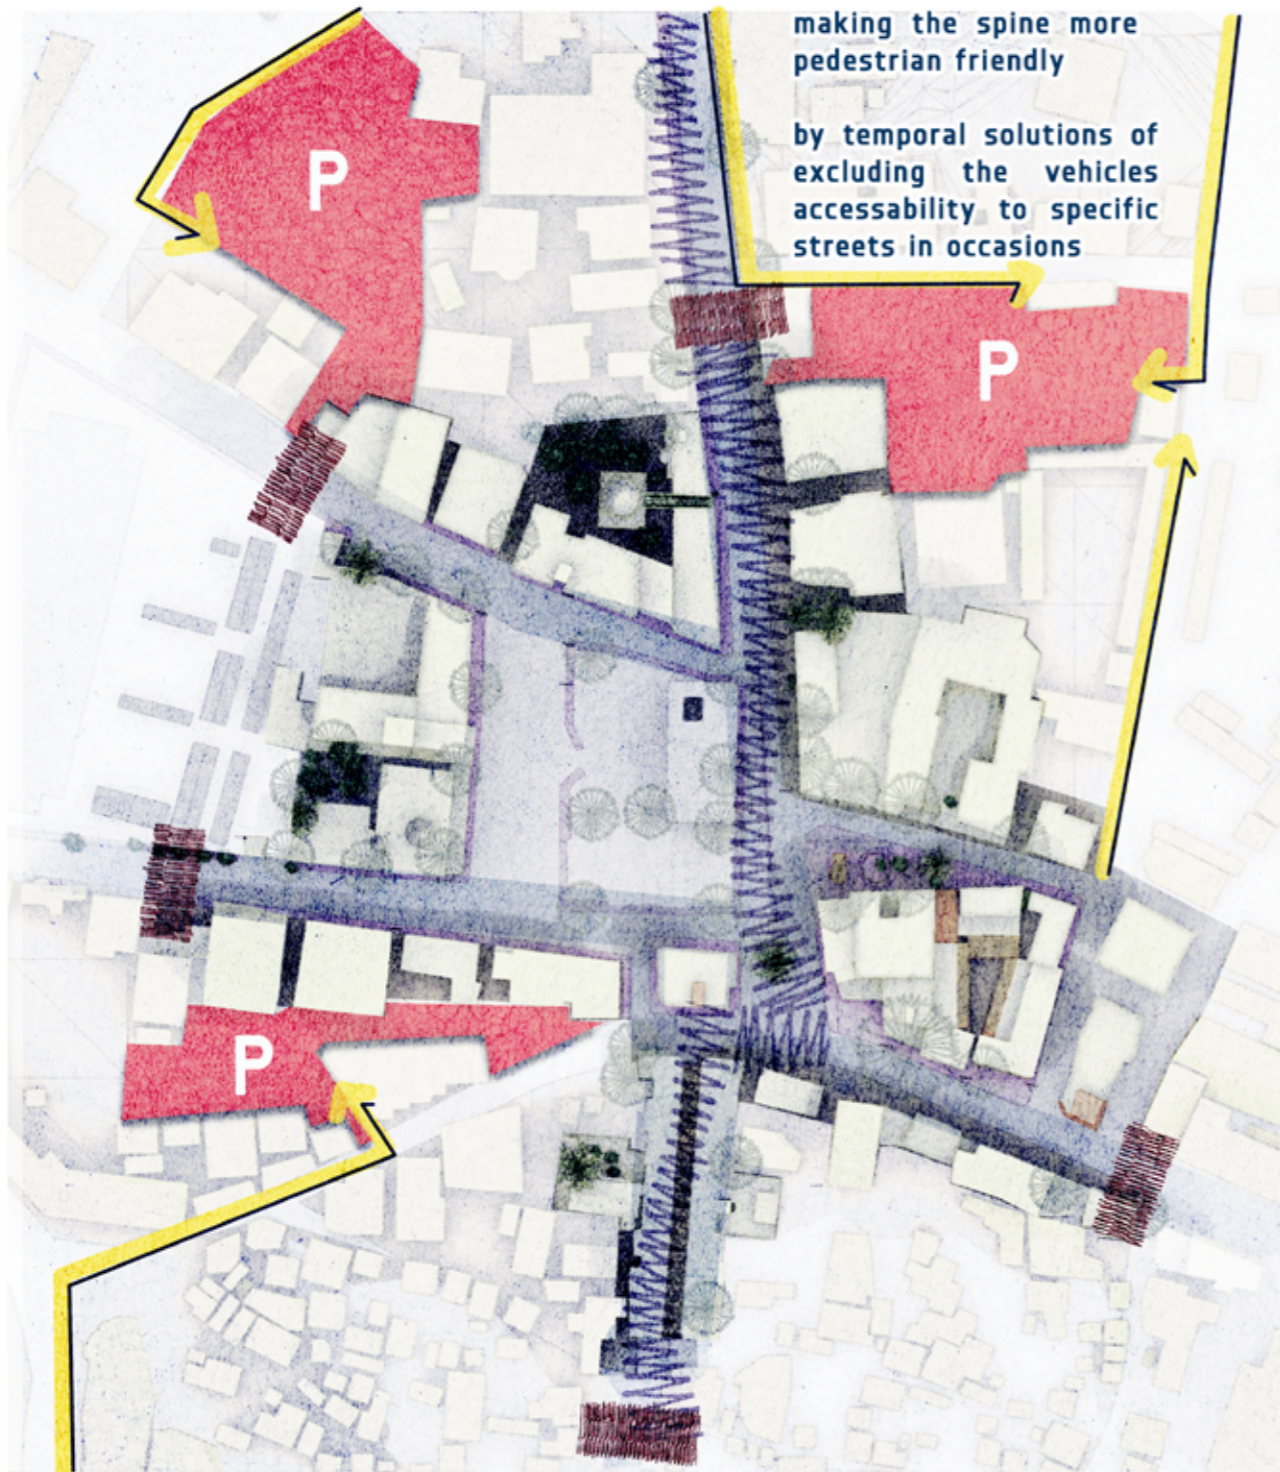 making the spine more
pedestrian friendly
by temporal solutions of
excluding the vehicles
accessability to specific
streets in occasions
P
P
P